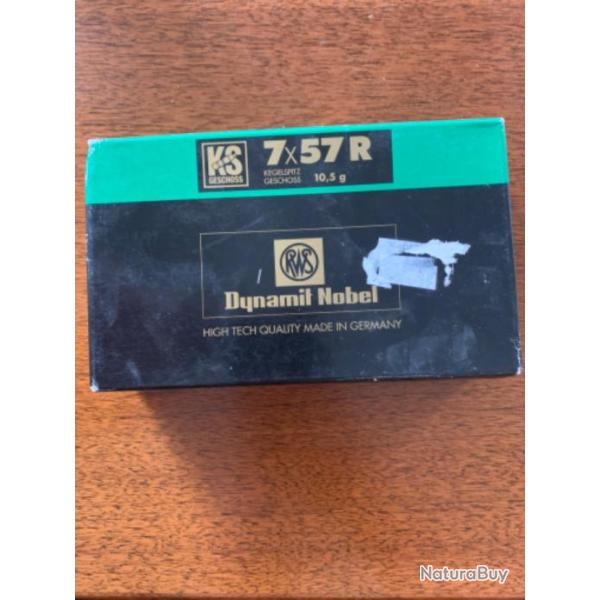 KS
GESCHOSS
7x57 R
KEGELSPITZ
GESCHOSS 10,5 g
RWS
Dynamit Nobel
HIGH TECH QUALITY MADE IN GERMANY
NaturaBuy